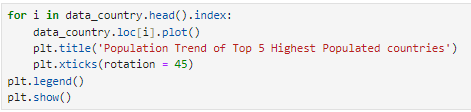 for i in data_country.head().index:
    data_country.loc[i].plot()
    plt.title('Population Trend of Top 5 Highest Populated countries')
    plt.xticks(rotation = 45)
plt.legend()
plt.show()